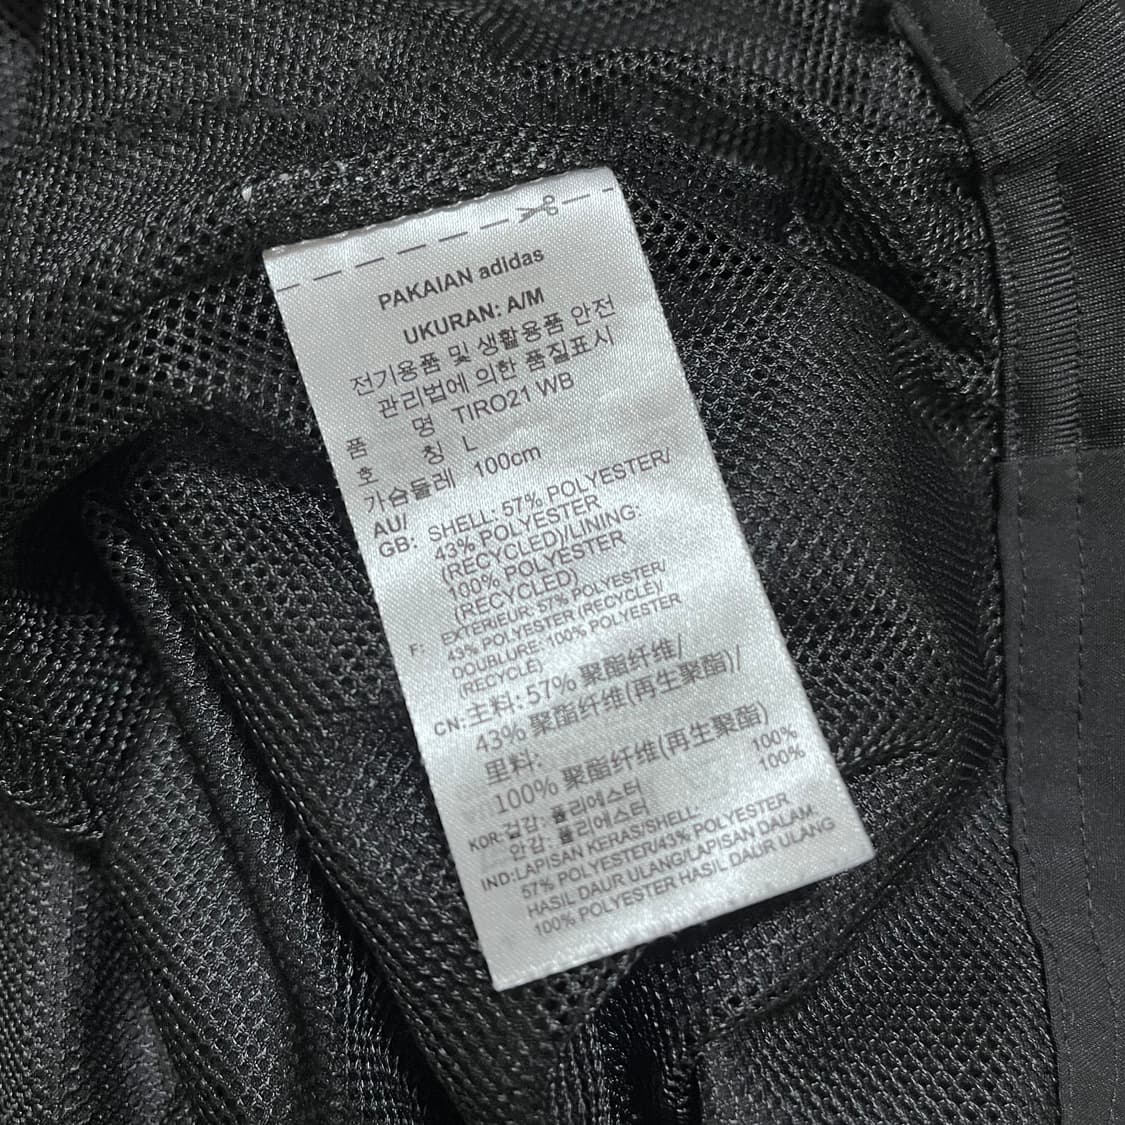 PAKAIAN adidas
UKURAN: A/M
전기용품 및 생활용품 안전
관리법에 의한 품질표시
품 명 TIRO21 WB
호 칭 L
가슴둘레 100cm
AU/
GB: SHELL: 57% POLYESTER/
43% POLYESTER
(RECYCLED)/LINING:
100% POLYESTER
(RECYCLED)
F: EXTERIEUR: 57% POLYESTER/
43% POLYESTER (RECYCLE)/
DOUBLURE: 100% POLYESTER
(RECYCLE)
CN: 主料: 57% 聚酯纤维/
43% 聚酯纤维(再生聚酯)/
里料:
100% 聚酯纤维(再生聚酯)
KOR: 겉감: 폴리에스터 100%
안감: 폴리에스터 100%
IND:LAPISAN KERAS/SHELL:
57% POLYESTER/43% POLYESTER
HASIL DAUR ULANG/LAPISAN DALAM:
100% POLYESTER HASIL DAUR ULANG